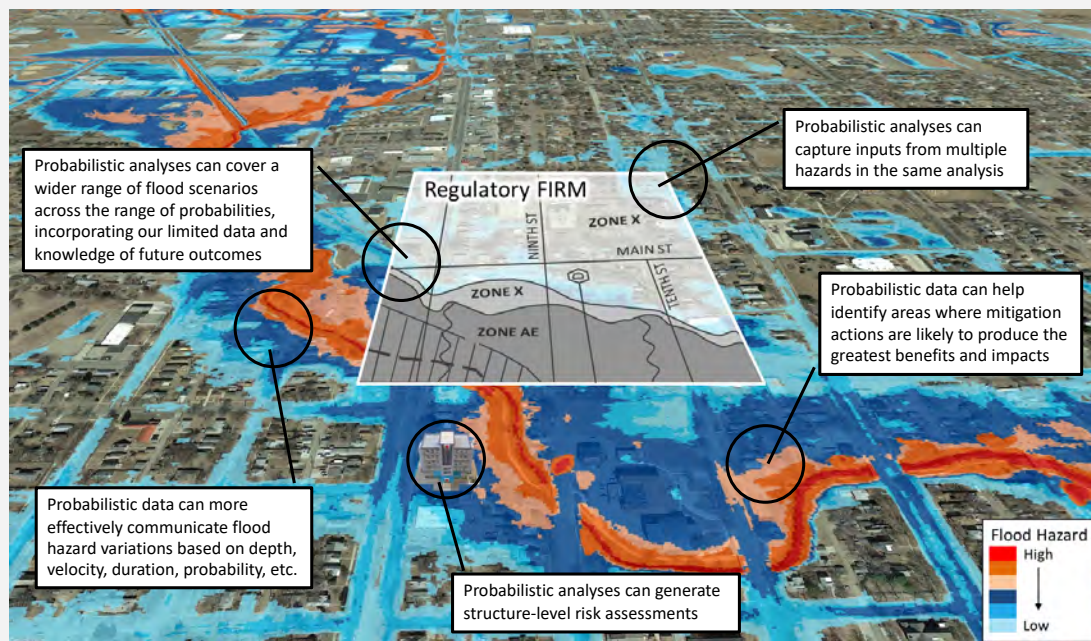 Probabilistic analyses can
capture inputs from multiple
hazards in the same analysis
Probabilistic analyses can cover a
wider range of flood scenarios
across the range of probabilities,
incorporating our limited data and
knowledge of future outcomes
Regulatory FIRM
ZONE X
NINTH ST
MAIN ST
TENTH ST
ZONE X
ZONE AE
Probabilistic data can help
identify areas where mitigation
actions are likely to produce the
greatest benefits and impacts
Probabilistic data can more
effectively communicate flood
hazard variations based on depth,
velocity, duration, probability, etc.
Probabilistic analyses can generate
structure-level risk assessments
Flood Hazard
High
Low